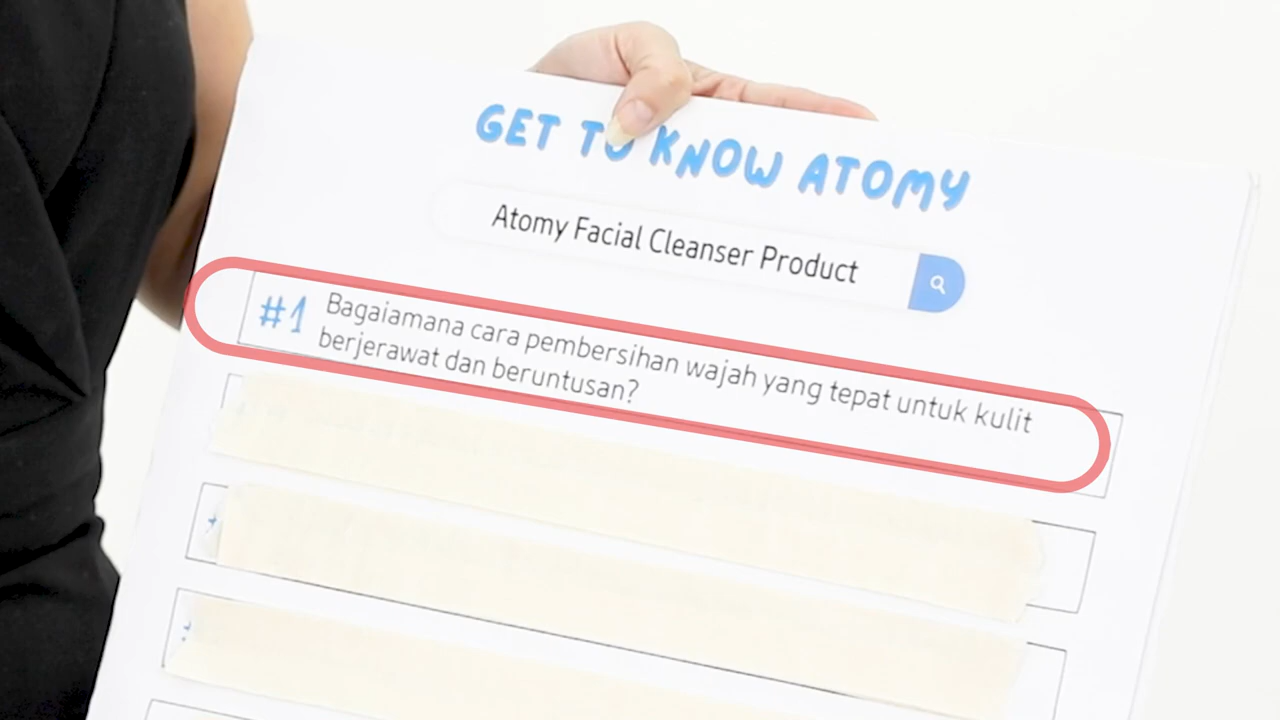 GET TO KNOW ATOMY
Atomy Facial Cleanser Product
#1 Bagaiamana cara pembersihan wajah yang tepat untuk kulit
berjerawat dan beruntusan?